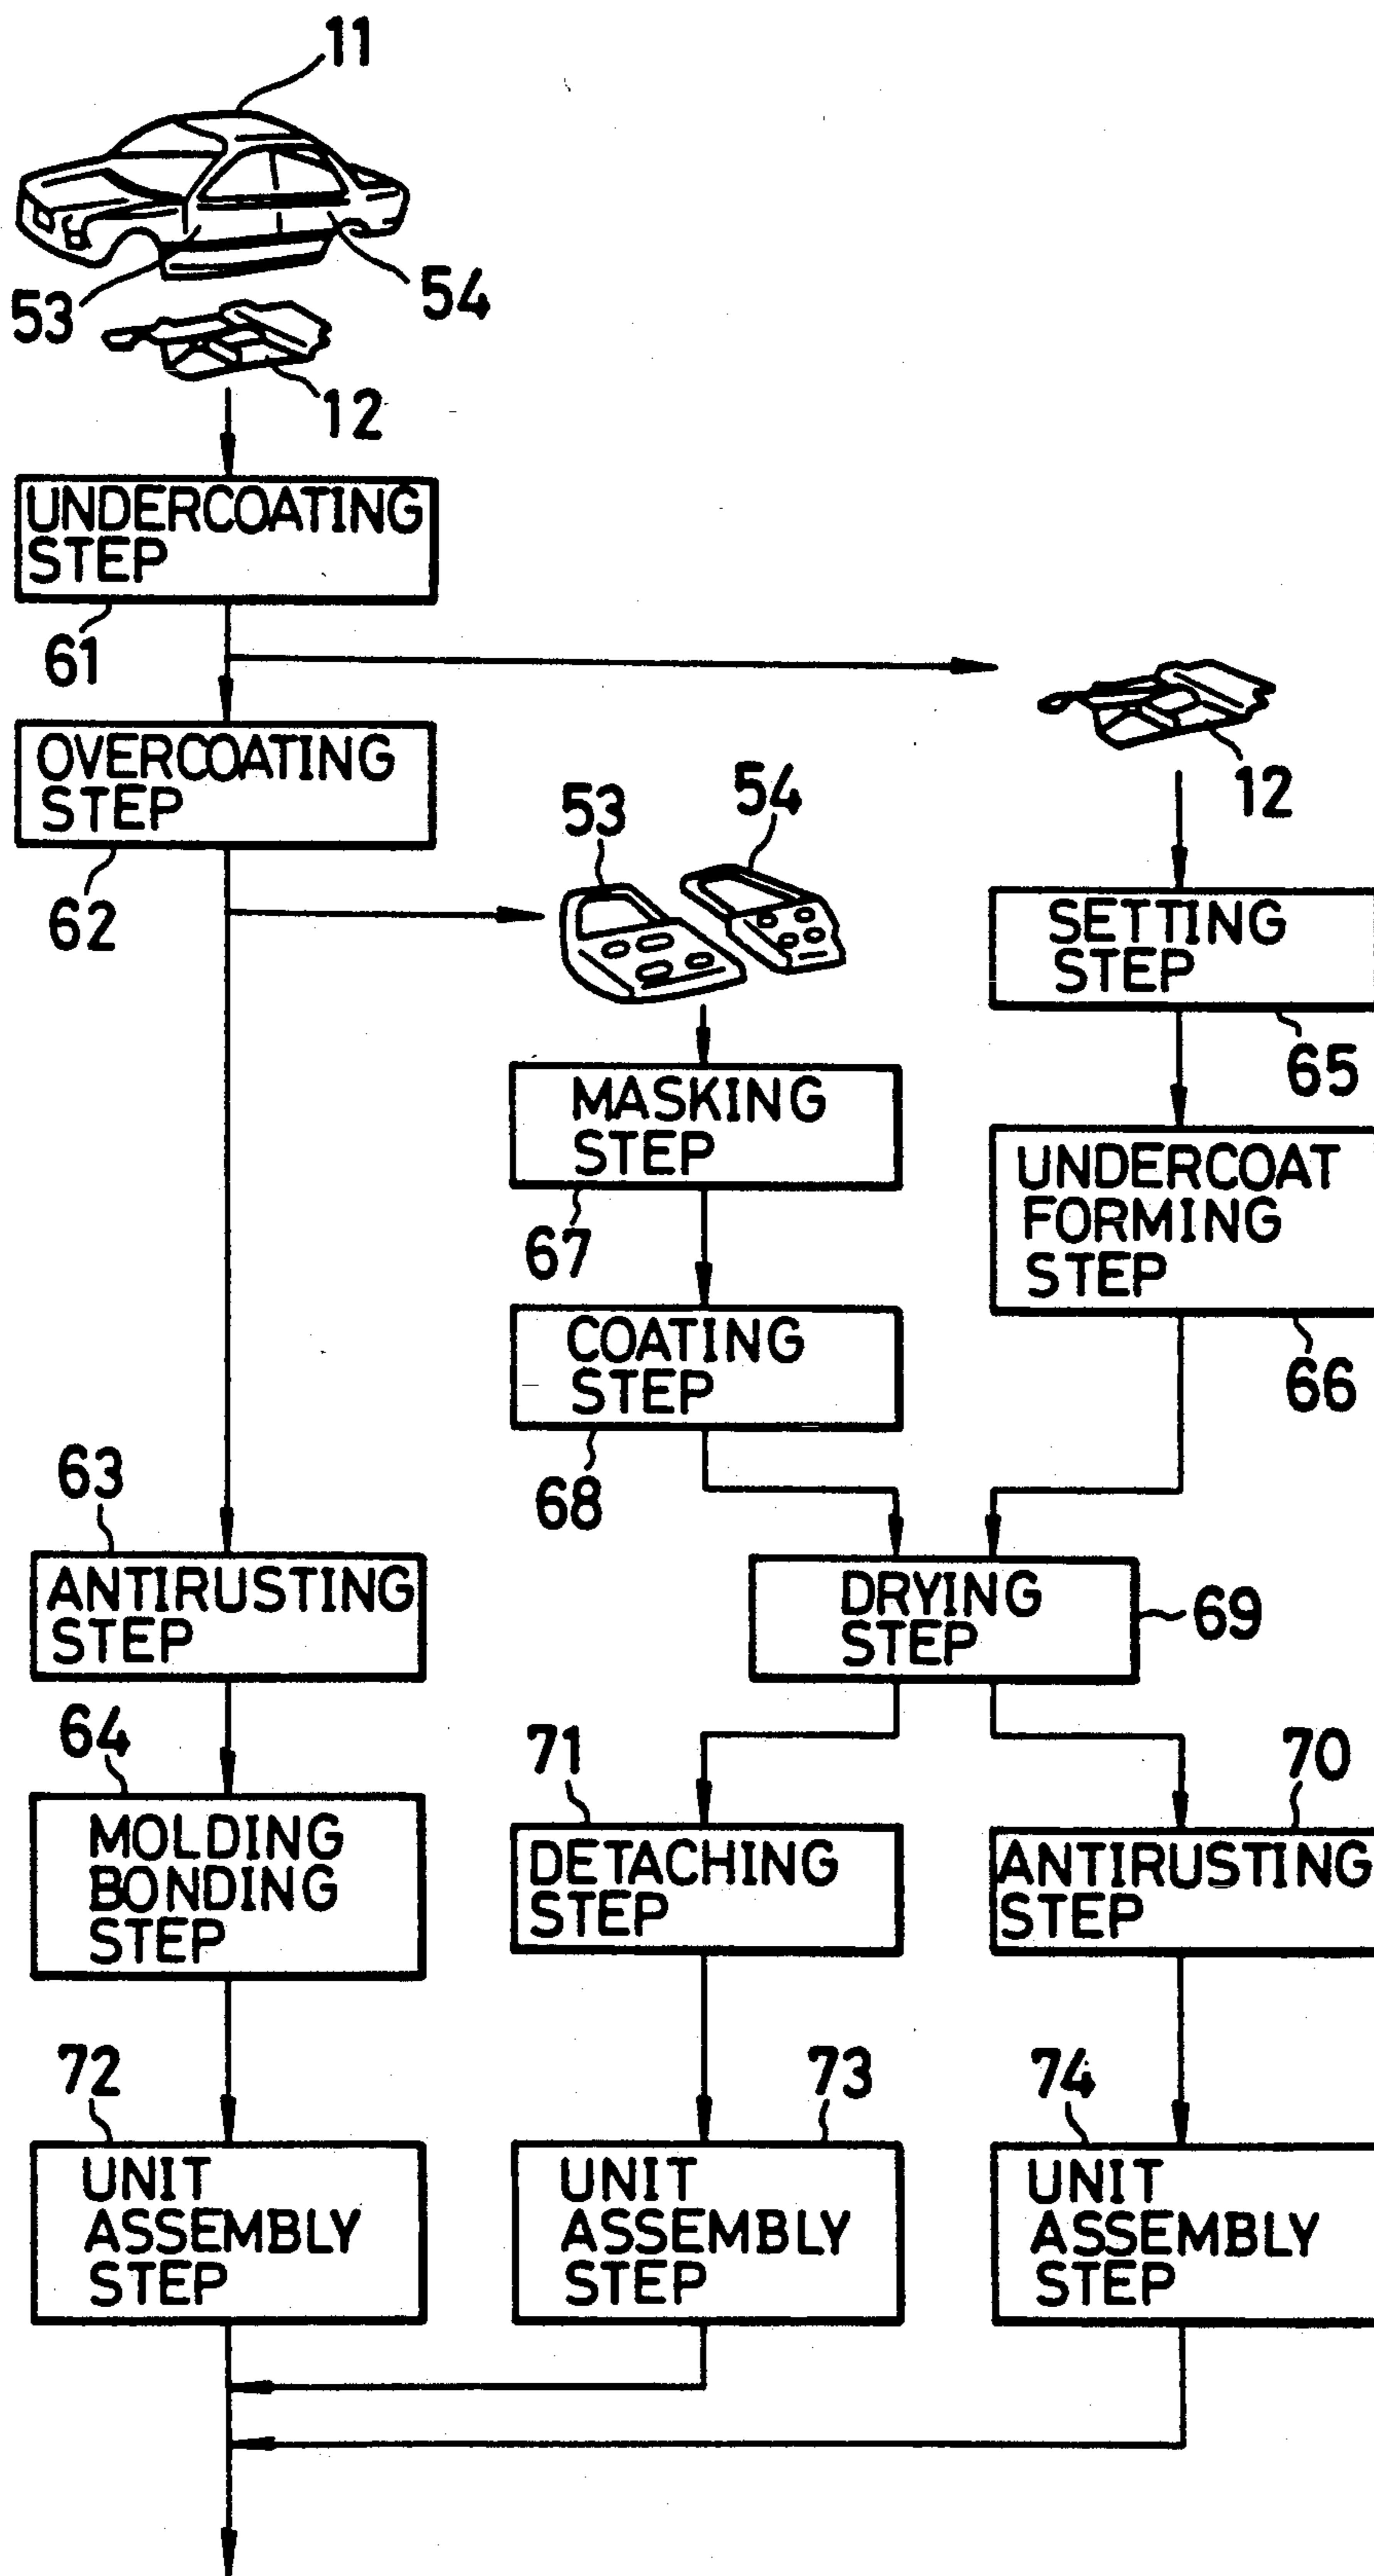 11
53
54
12
UNDERCOATING
STEP
61
12
OVERCOATING
STEP
62
53
54
SETTING
STEP
65
MASKING
STEP
67
UNDERCOAT
FORMING
STEP
66
COATING
STEP
68
63
ANTIRUSTING
STEP
DRYING
STEP
69
64
MOLDING
BONDING
STEP
71
DETACHING
STEP
70
ANTIRUSTING
STEP
72
UNIT
ASSEMBLY
STEP
73
UNIT
ASSEMBLY
STEP
74
UNIT
ASSEMBLY
STEP